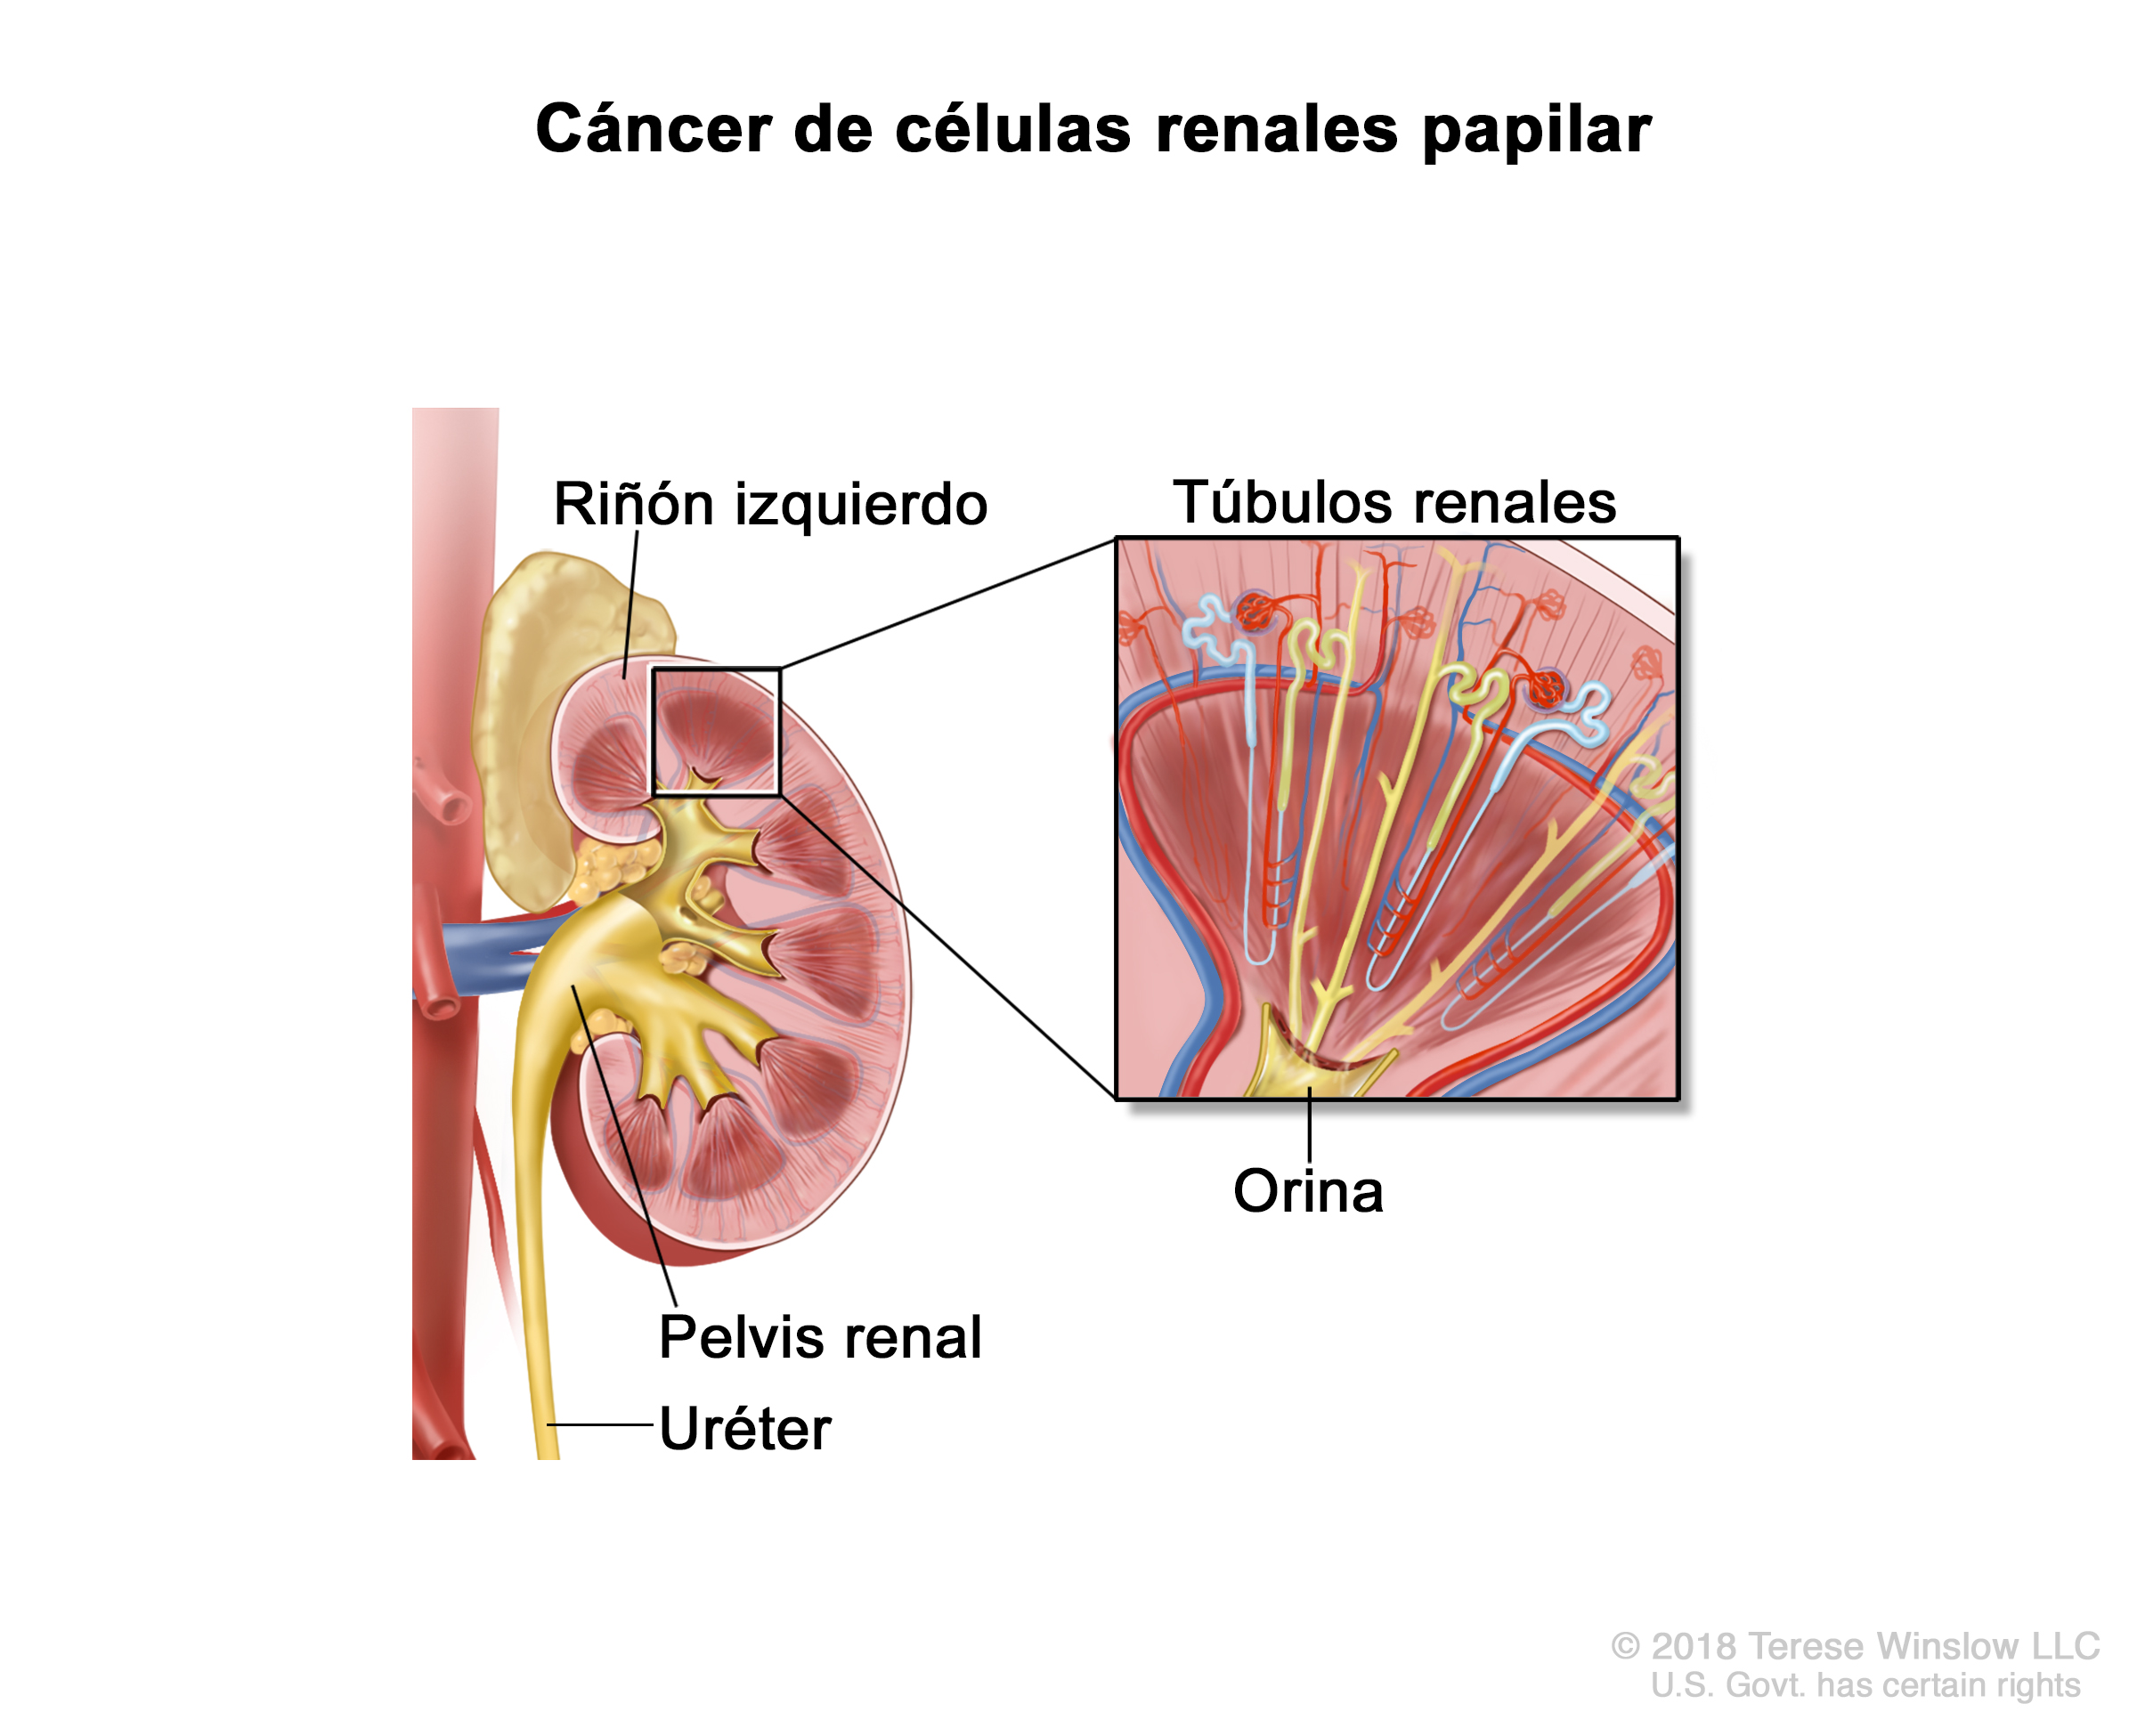 Cáncer de células renales papilar
Riñón izquierdo
Túbulos renales
Orina
Pelvis renal
Uréter
© 2018 Terese Winslow LLC
U.S. Govt. has certain rights